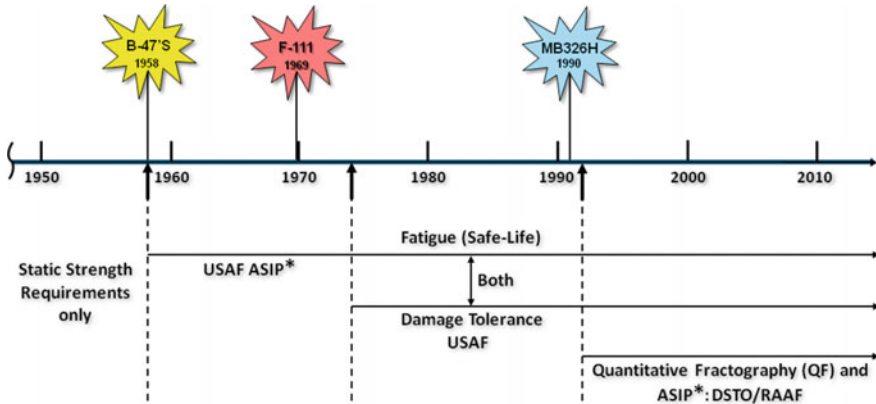 B-47`S
1958
F-111
1969
MB326H
1990
1950
1960
1970
1980
1990
2000
2010
Fatigue (Safe-Life)
Static Strength
Requirements
only
USAF ASIP*
Both
Damage Tolerance
USAF
Quantitative Fractography (QF) and
ASIP*: DSTO/RAAF